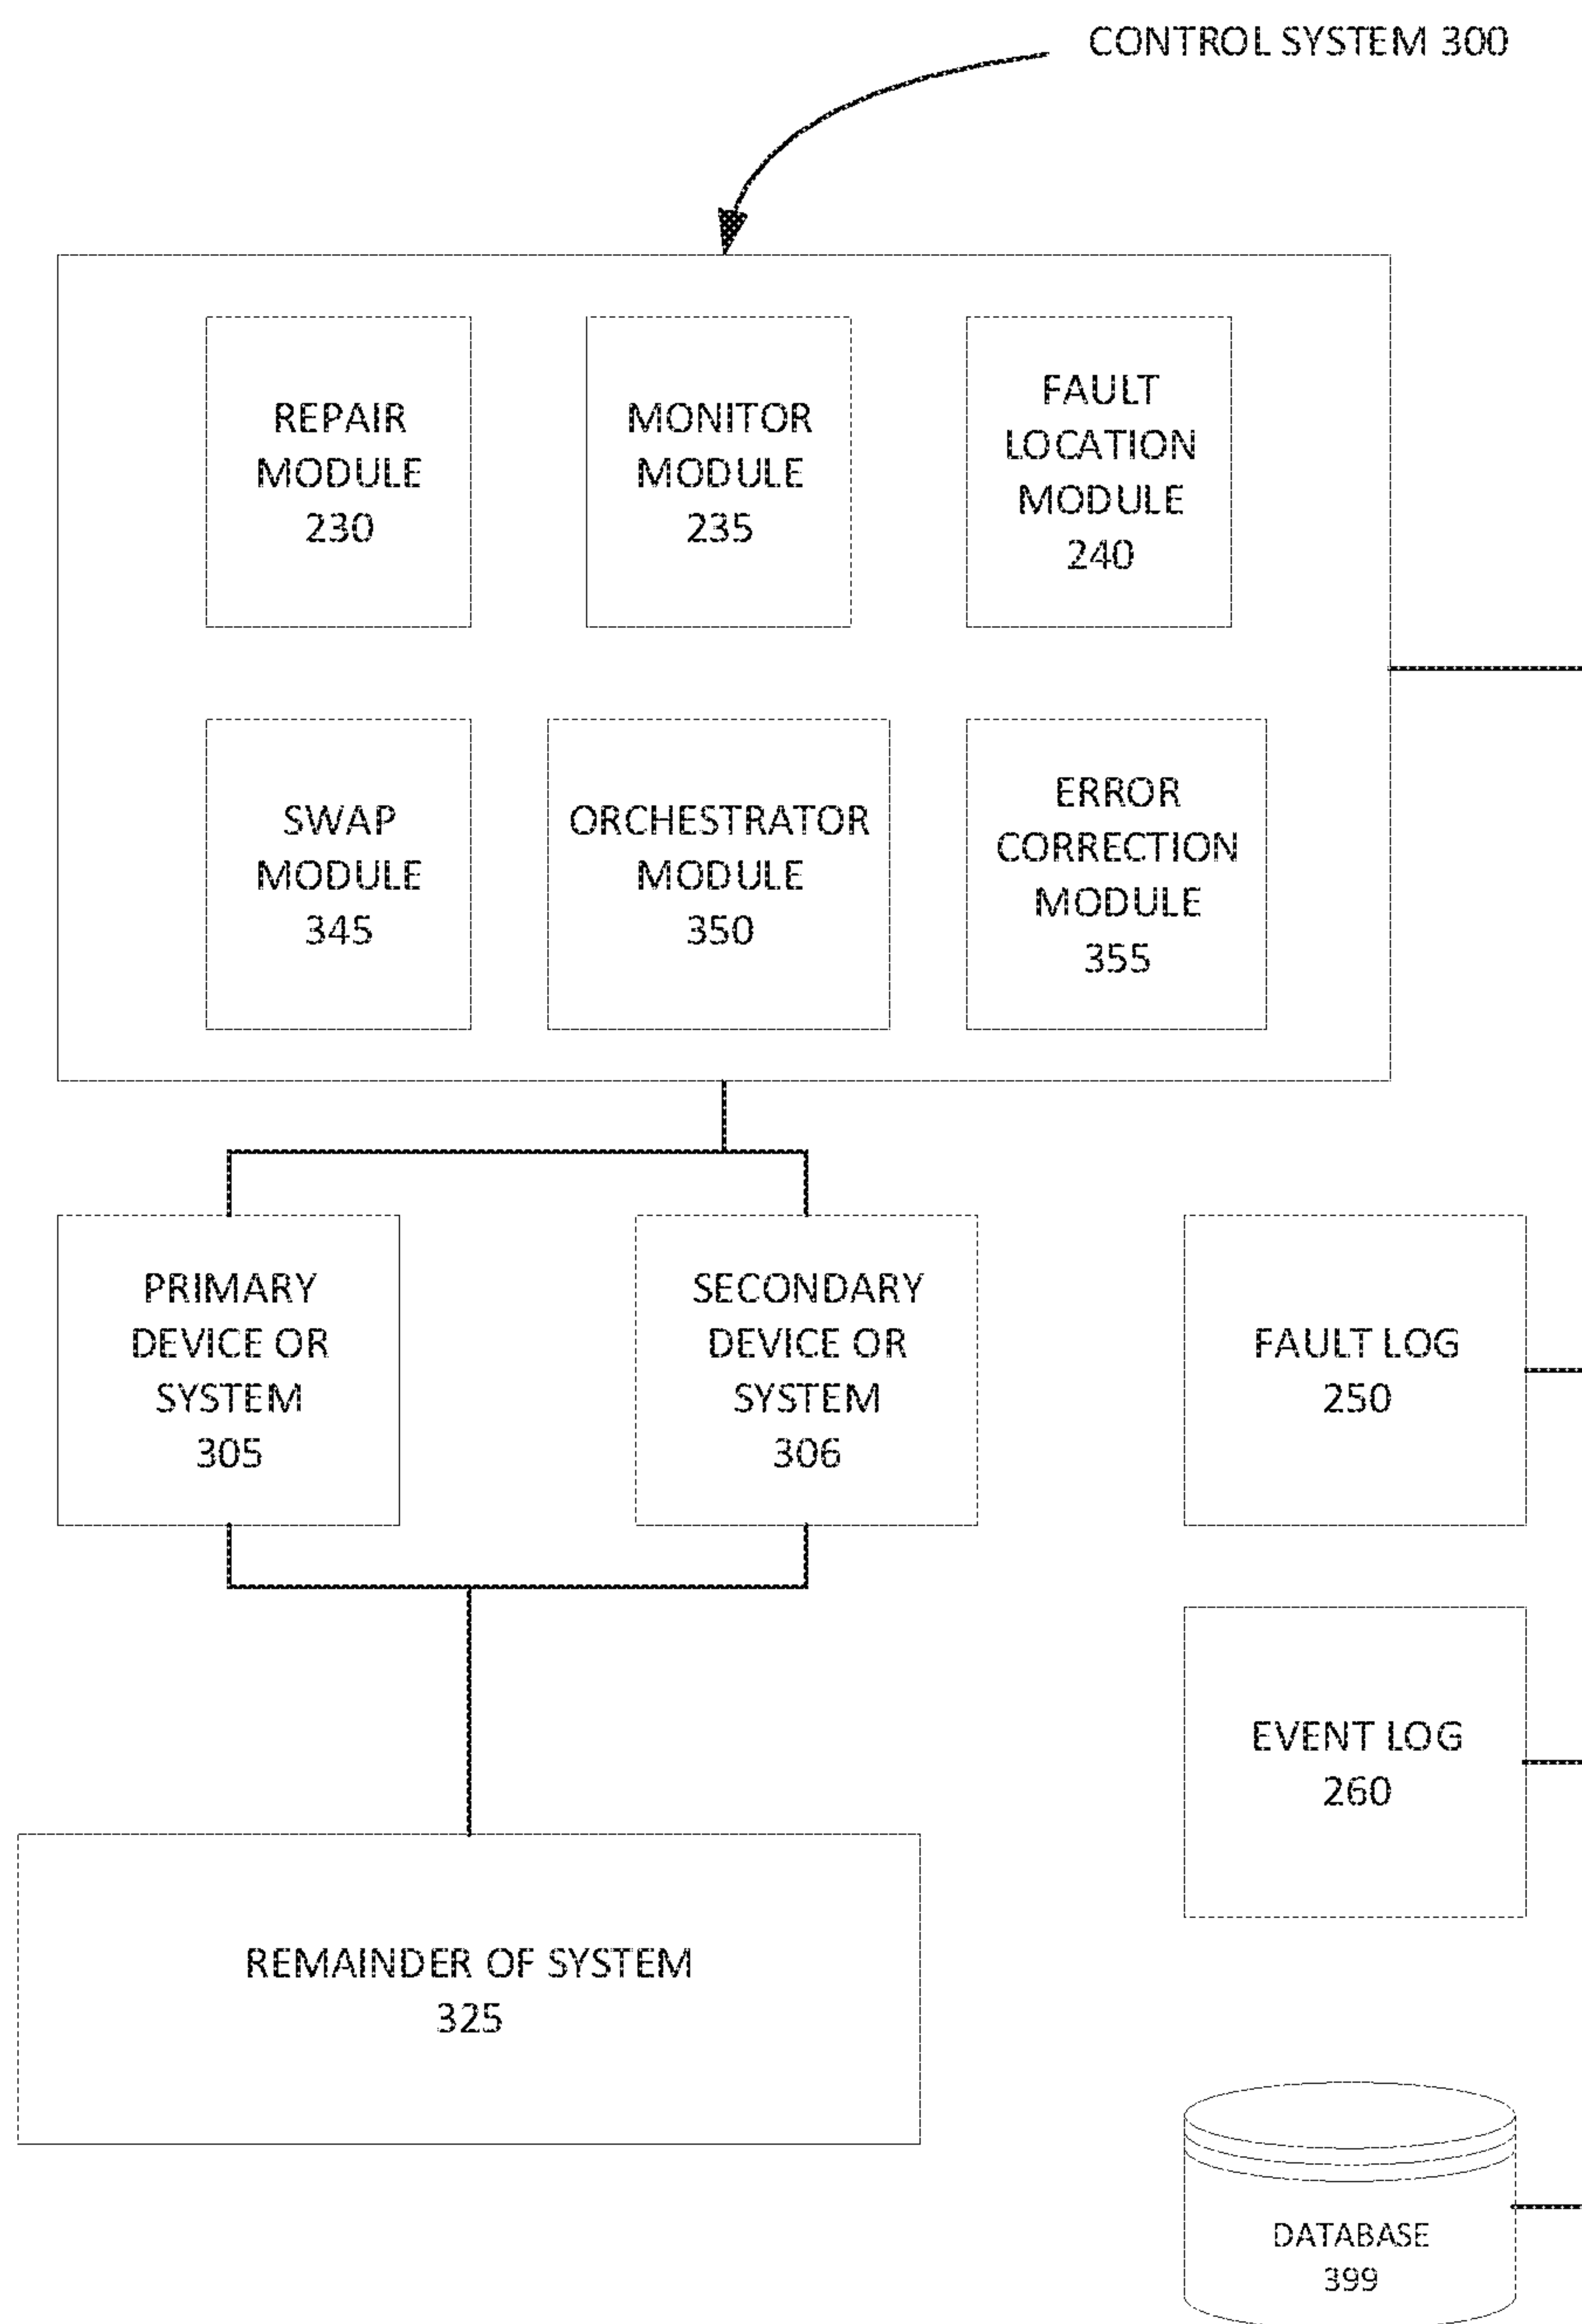 CONTROL SYSTEM 300
REPAIR
MODULE
230
MONITOR
MODULE
235
FAULT
LOCATION
MODULE
240
SWAP
MODULE
345
ORCHESTRATOR
MODULE
350
ERROR
CORRECTION
MODULE
355
PRIMARY
DEVICE OR
SYSTEM
305
SECONDARY
DEVICE OR
SYSTEM
306
FAULT LOG
250
EVENT LOG
260
REMAINDER OF SYSTEM
325
DATABASE
399